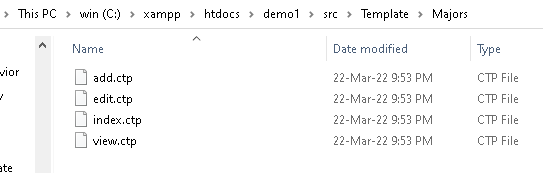 This PC > win (C:) > xampp > htdocs > demo1 > src > Template > Majors
Name Date modified Type
vior
add.ctp 22-Mar-22 9:53 PM CTP File
edit.ctp 22-Mar-22 9:53 PM CTP File
index.ctp 22-Mar-22 9:53 PM CTP File
view.ctp 22-Mar-22 9:53 PM CTP File
ate